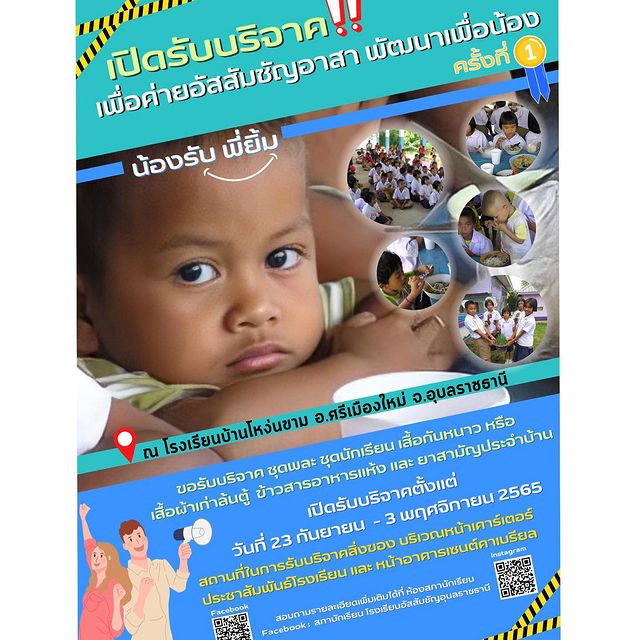 เปิดรับบริจาค!!
เพื่อค่ายอัสสัมชัญอาสา พัฒนาเพื่อน้อง
ครั้งที่ 1
น้องรับ พี่ยิ้ม
ณ โรงเรียนบ้านโหง่นขาม อ.ศรีเมืองใหม่ จ.อุบลราชธานี
ขอรับบริจาค ชุดพละ ชุดนักเรียน เสื้อกันหนาว หรือ
เสื้อผ้าเก่าล้นตู้ ข้าวสารอาหารแห้ง และ ยาสามัญประจำบ้าน
เปิดรับบริจาคตั้งแต่
วันที่ 23 กันยายน - 3 พฤศจิกายน 2565
สถานที่ในการรับบริจาคสิ่งของ บริเวณหน้าเคาร์เตอร์
ประชาสัมพันธ์โรงเรียน และ หน้าอาคารเซนต์คาเบรียล
Instagram
Facebook
สอบถามรายละเอียดเพิ่มเติมได้ที่ ห้องสภานักเรียน
Facebook : สภานักเรียน โรงเรียนอัสสัมชัญอุบลราชธานี